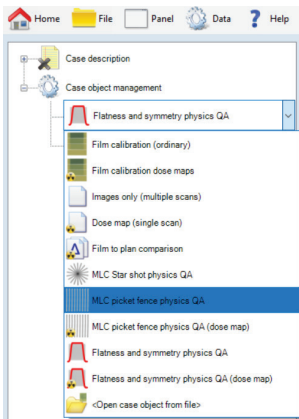 Home File Panel Data Help
Case description
Case object management
Flatness and symmetry physics QA
Film calibration (ordinary)
Film calibration dose maps
Images only (multiple scans)
Dose map (single scan)
Film to plan comparison
MLC Star shot physics QA
MLC picket fence physics QA
MLC picket fence physics QA (dose map)
Flatness and symmetry physics QA
Flatness and symmetry physics QA (dose map)
<Open case object from file>